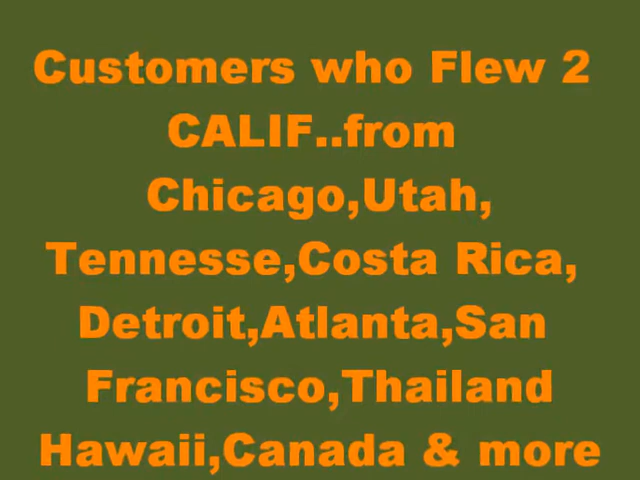 Customers who Flew 2
CALIF..from
Chicago,Utah,
Tennesse,Costa Rica,
Detroit,Atlanta,San
Francisco,Thailand
Hawaii,Canada & more